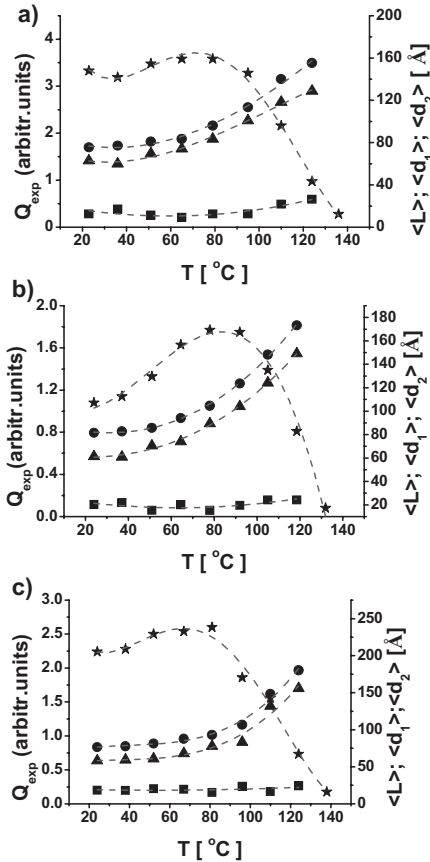 a)
4
3
2
1
0
200
160
120
80
40
0
20 40 60 80 100 120 140
Q_exp (arbitr.units)
<L>; <d_1>; <d_2> [Å]
T [ °C]
b)
2.0
1.6
1.2
0.8
0.4
0.0
180
160
140
120
100
80
60
40
20
0 20 40 60 80 100 120 140
Q_exp(arbitr.units)
<L>; <d_1>; <d_2> [Å]
T [ °C]
c)
3.0
2.5
2.0
1.5
1.0
0.5
0.0
250
200
150
100
50
0
20 40 60 80 100 120 140
Q_exp (arbitr.units)
<L>; <d_1>;<d_2> [Å]
T [ °C]